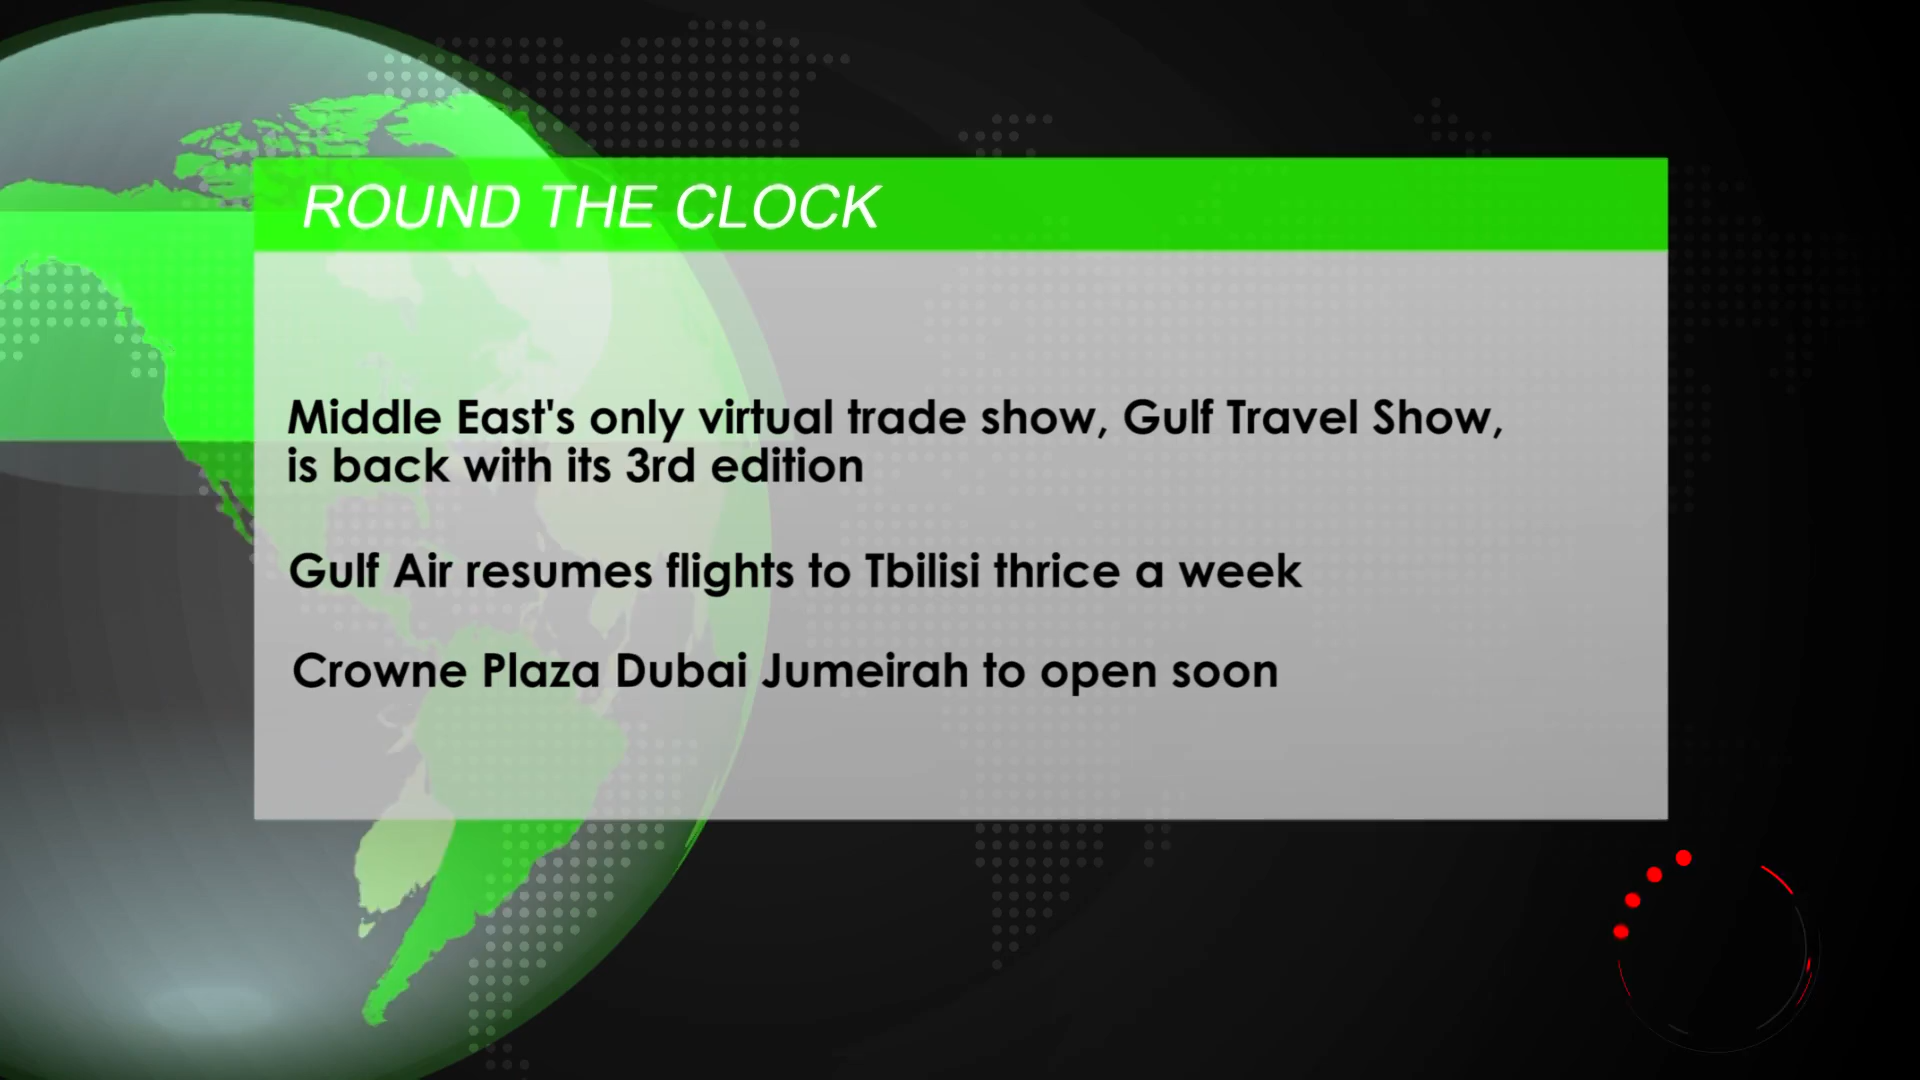 ROUND THE CLOCK
Middle East's only virtual trade show, Gulf Travel Show,
is back with its 3rd edition
Gulf Air resumes flights to Tbilisi thrice a week
Crowne Plaza Dubai Jumeirah to open soon